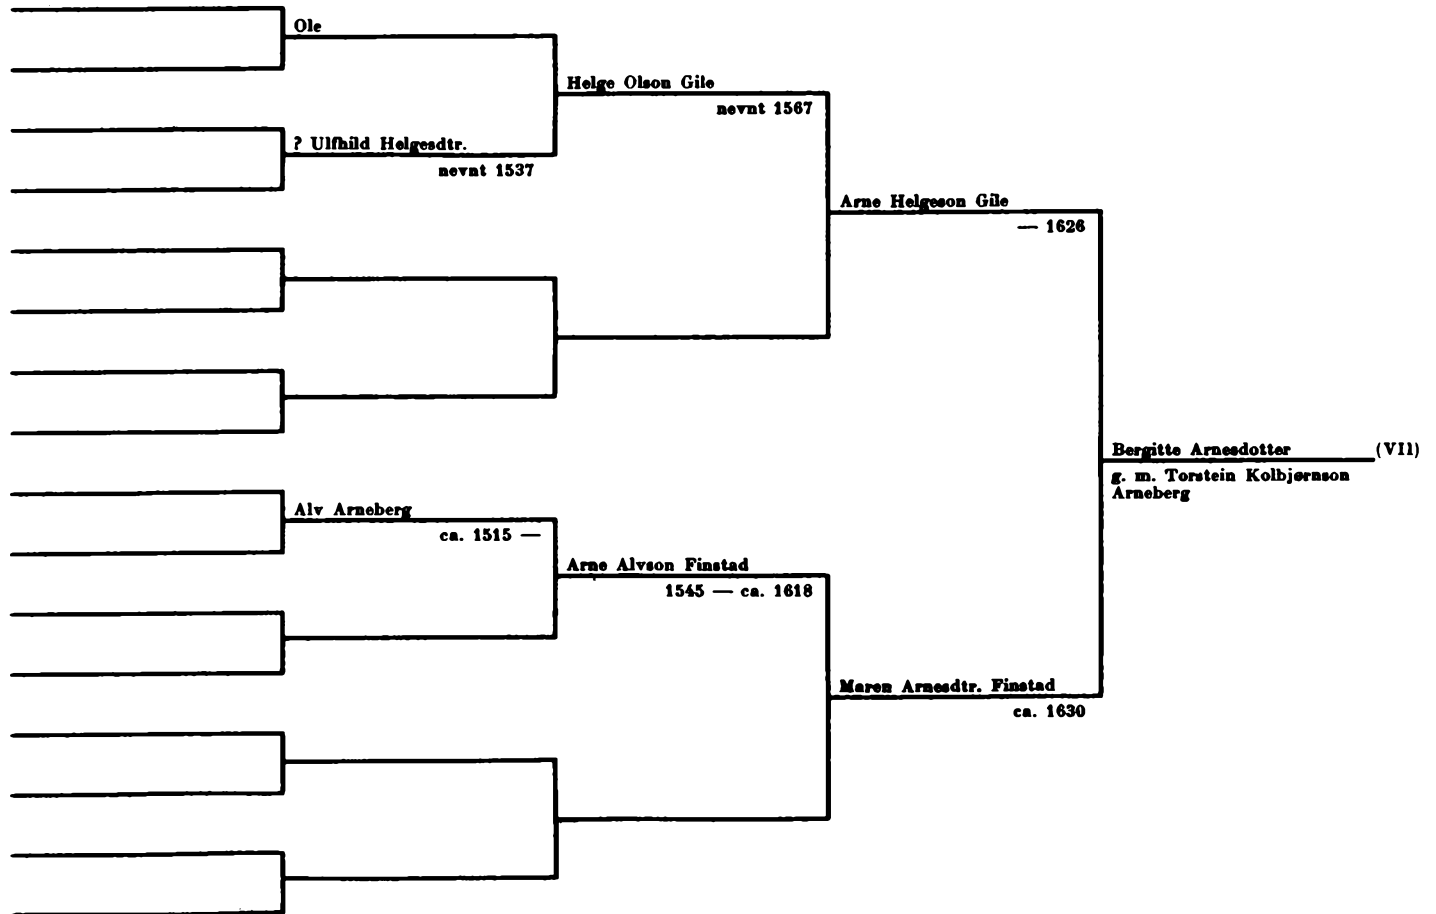 Ole
Helge Olson Gile
nevnt 1567
? Ulfhild Helgesdtr.
nevnt 1537
Arne Helgeson Gile
— 1626
Bergitte Arnesdotter (VII)
g. m. Torstein Kolbjørnson
Arneberg
Alv Arneberg
ca. 1515 —
Arne Alvson Finstad
1545 — ca. 1618
Maren Arnesdtr. Finstad
ca. 1630